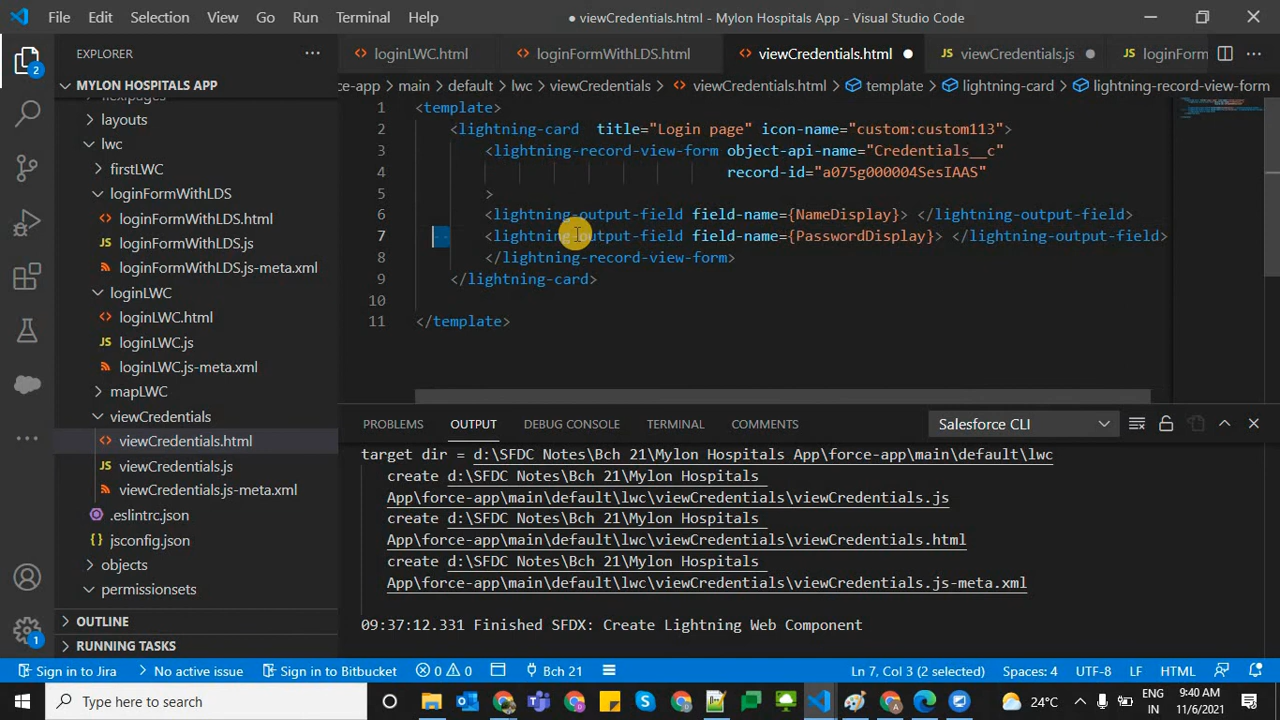 File Edit Selection View Go Run Terminal Help
● viewCredentials.html - Mylon Hospitals App - Visual Studio Code
EXPLORER
MYLON HOSPITALS APP
layouts
lwc
firstLWC
loginFormWithLDS
loginFormWithLDS.html
loginFormWithLDS.js
loginFormWithLDS.js-meta.xml
loginLWC
loginLWC.html
loginLWC.js
loginLWC.js-meta.xml
mapLWC
viewCredentials
viewCredentials.html
viewCredentials.js
viewCredentials.js-meta.xml
.eslintrc.json
jsconfig.json
objects
permissionsets
OUTLINE
RUNNING TASKS
loginLWC.html loginFormWithLDS.html viewCredentials.html viewCredentials.js loginForm
ce-app > main > default > lwc > viewCredentials > viewCredentials.html > template > lightning-card > lightning-record-view-form
1 <template>
2 <lightning-card title="Login page" icon-name="custom:custom113">
3 <lightning-record-view-form object-api-name="Credentials__c"
4 record-id="a075g000004SesIAAS"
5 >
6 <lightning-output-field field-name={NameDisplay}> </lightning-output-field>
7 <lightning-output-field field-name={PasswordDisplay}> </lightning-output-field>
8 </lightning-record-view-form>
9 </lightning-card>
10
11 </template>
PROBLEMS OUTPUT DEBUG CONSOLE TERMINAL COMMENTS Salesforce CLI
target dir = d:\SFDC Notes\Bch 21\Mylon Hospitals App\force-app\main\default\lwc
create d:\SFDC Notes\Bch 21\Mylon Hospitals
App\force-app\main\default\lwc\viewCredentials\viewCredentials.js
create d:\SFDC Notes\Bch 21\Mylon Hospitals
App\force-app\main\default\lwc\viewCredentials\viewCredentials.html
create d:\SFDC Notes\Bch 21\Mylon Hospitals
App\force-app\main\default\lwc\viewCredentials\viewCredentials.js-meta.xml
09:37:12.331 Finished SFDX: Create Lightning Web Component
2
1
Sign in to Jira No active issue Sign in to Bitbucket 0 0 Bch 21 Ln 7, Col 3 (2 selected) Spaces: 4 UTF-8 LF HTML
Type here to search
24°C
ENG
IN
9:40 AM
11/6/2021